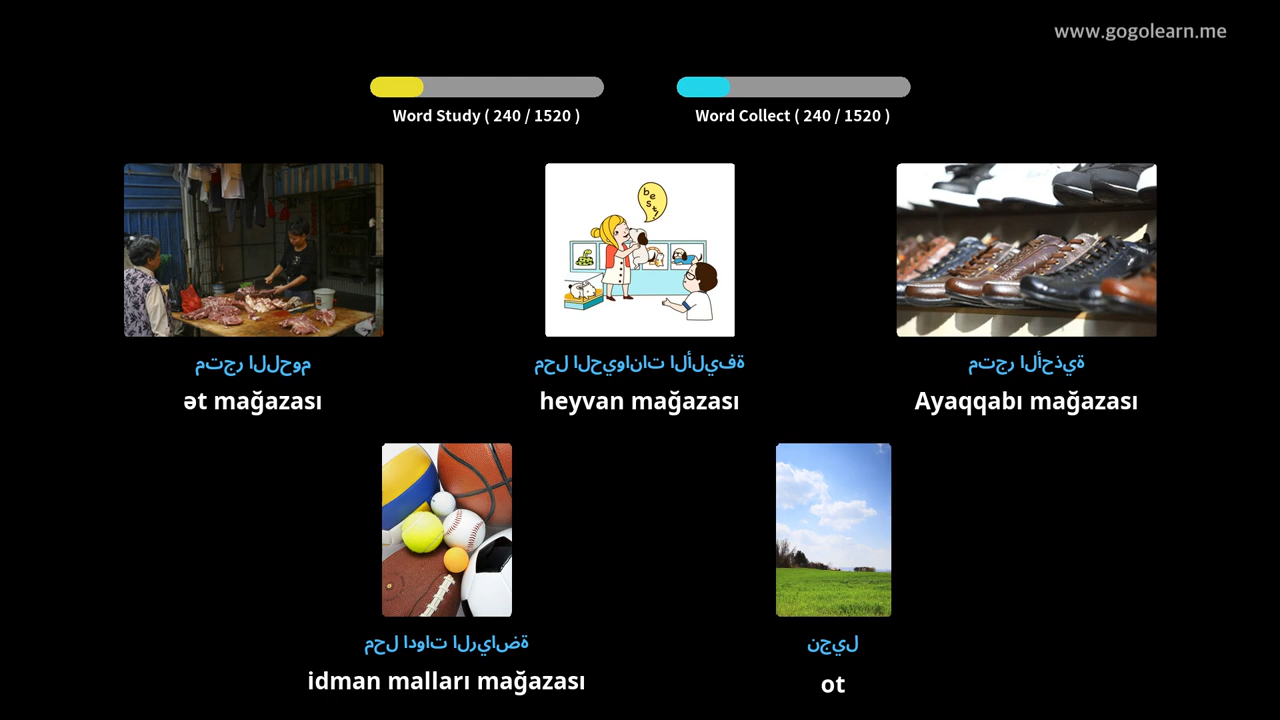 www.gogolearn.me
Word Study ( 240 / 1520 )
Word Collect ( 240 / 1520 )
best
متجر اللحوم
محل الحيوانات الأليفة
متجر الأحذية
ət mağazası
heyvan mağazası
Ayaqqabı mağazası
محل ادوات الرياضة
نجيل
idman malları mağazası
ot